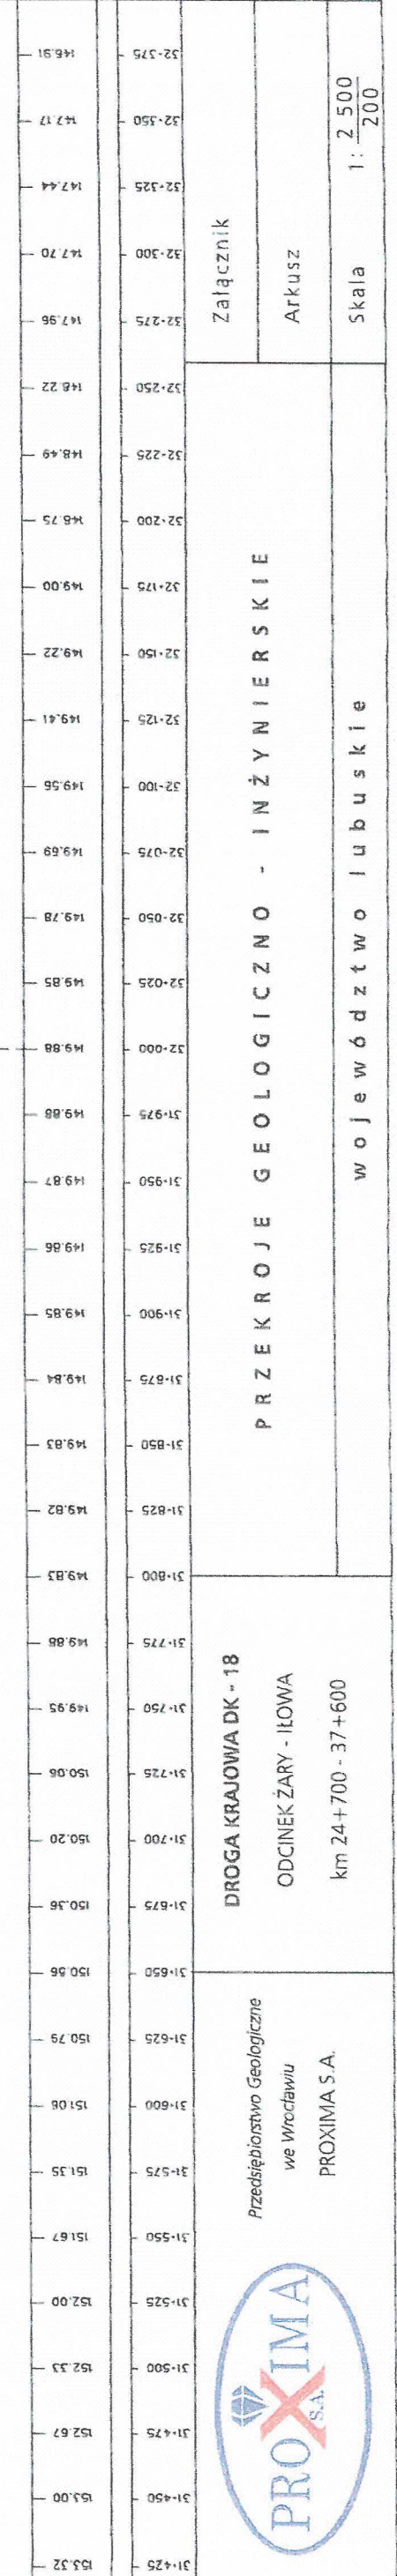 153.32 153.00 152.67 152.33 152.00 151.67 151.35 151.06 150.79 150.56 150.36 150.20 150.06 149.95 149.88 149.83 149.82 149.83 149.84 149.85 149.86 149.87 149.88 149.88 149.85 149.78 149.69 149.56 149.41 149.22 149.00 148.75 148.49 148.22 147.96 147.70 147.44 147.17 146.91
31+425 31+450 31+475 31+500 31+525 31+550 31+575 31+600 31+625 31+650 31+675 31+700 31+725 31+750 31+775 31+800 31+825 31+850 31+875 31+900 31+925 31+950 31+975 32+000 32+025 32+050 32+075 32+100 32+125 32+150 32+175 32+200 32+225 32+250 32+275 32+300 32+325 32+350 32+375
PROXIMA
S.A.
Przedsiębiorstwo Geologiczne
we Wrocławiu
PROXIMA S.A.
DROGA KRAJOWA DK - 18
ODCINEK ŻARY - IŁOWA
km 24+700 - 37+600
PRZEKROJE GEOLOGICZNO - INŻYNIERSKIE
województwo lubuskie
Załącznik
Arkusz
Skala 1: 2 500
200